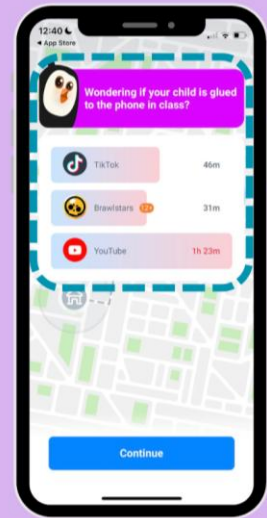 12:40
App Store
Wondering if your child is glued
to the phone in class?
TikTok 46m
Brawlstars 12+ 31m
YouTube 1h 23m
Continue